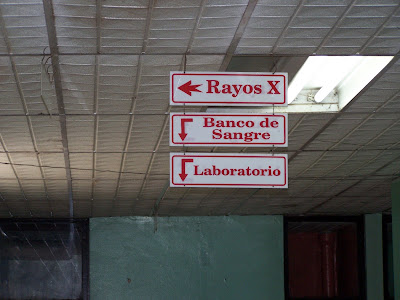 Rayos X
Banco de
Sangre
Laboratorio